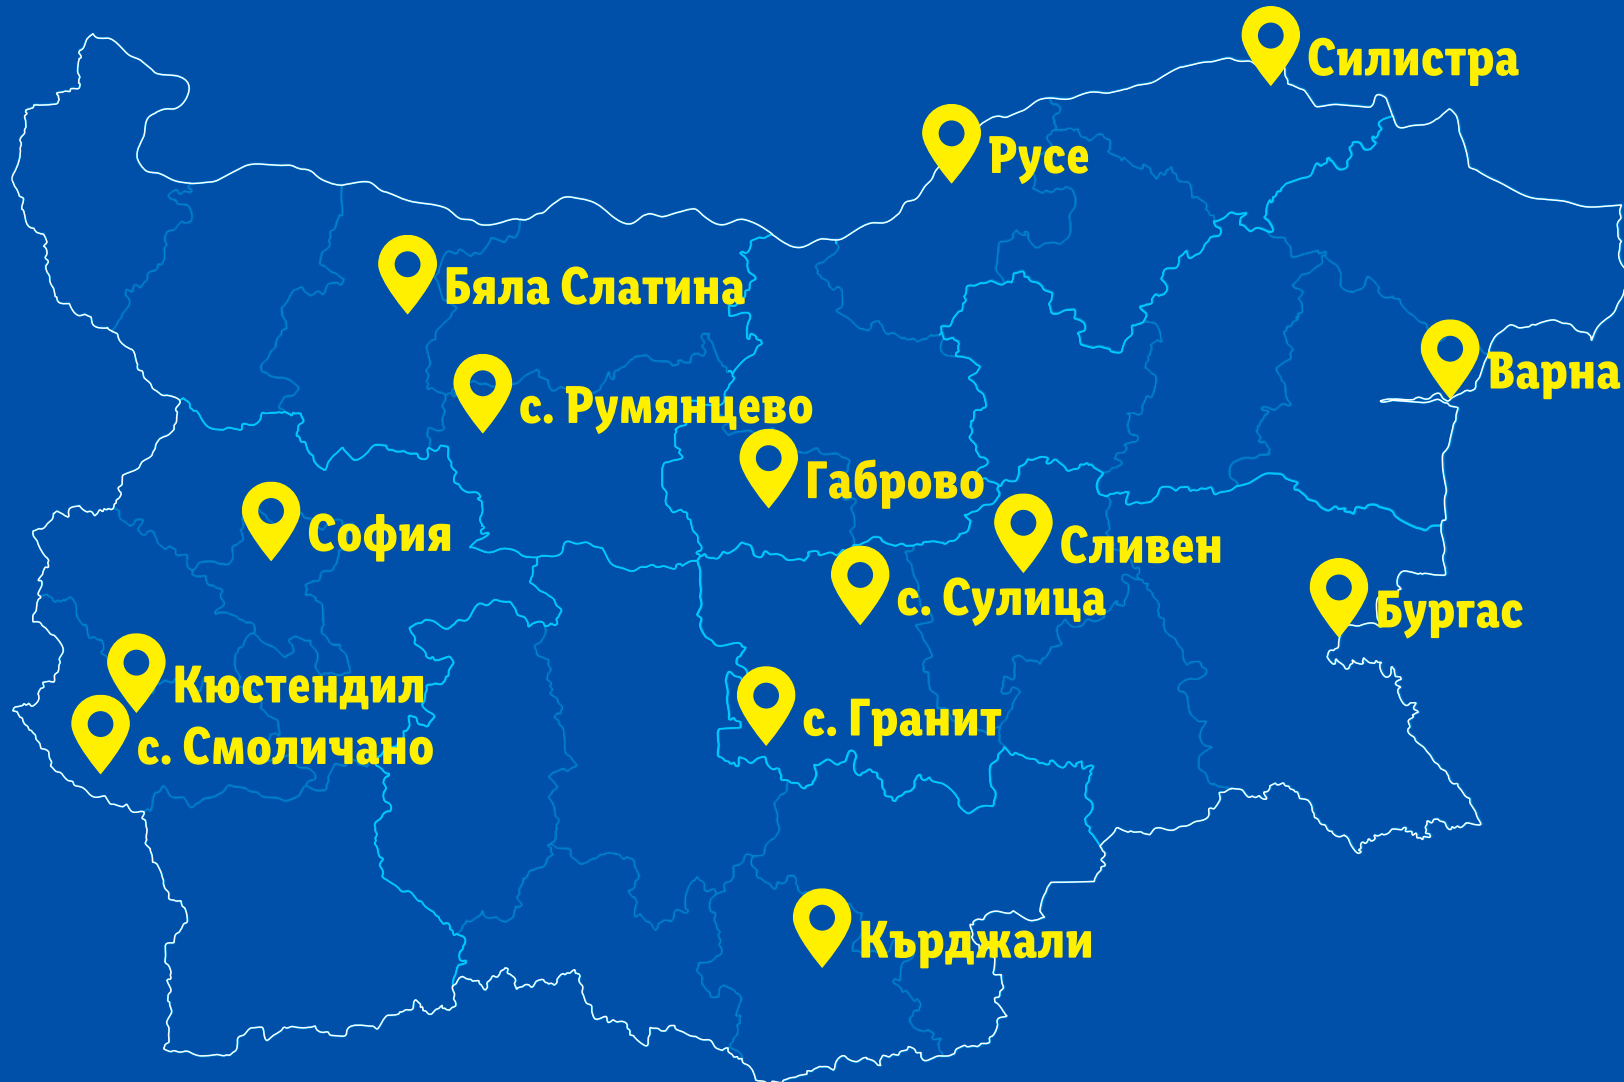 Силистра
Русе
Бяла Слатина
Варна
с. Румянцево
Габрово
София
Сливен
с. Сулица
Бургас
Кюстендил
с. Гранит
с. Смоличано
Кърджали